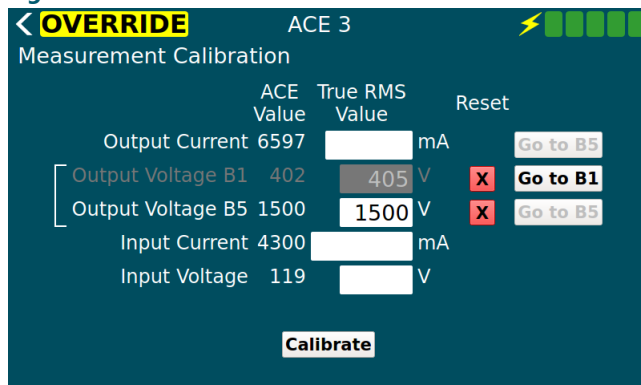 OVERRIDE ACE 3
Measurement Calibration
ACE Value True RMS Value Reset
Output Current 6597 mA Go to B5
Output Voltage B1 402 405 V X Go to B1
Output Voltage B5 1500 1500 V X Go to B5
Input Current 4300 mA
Input Voltage 119 V
Calibrate